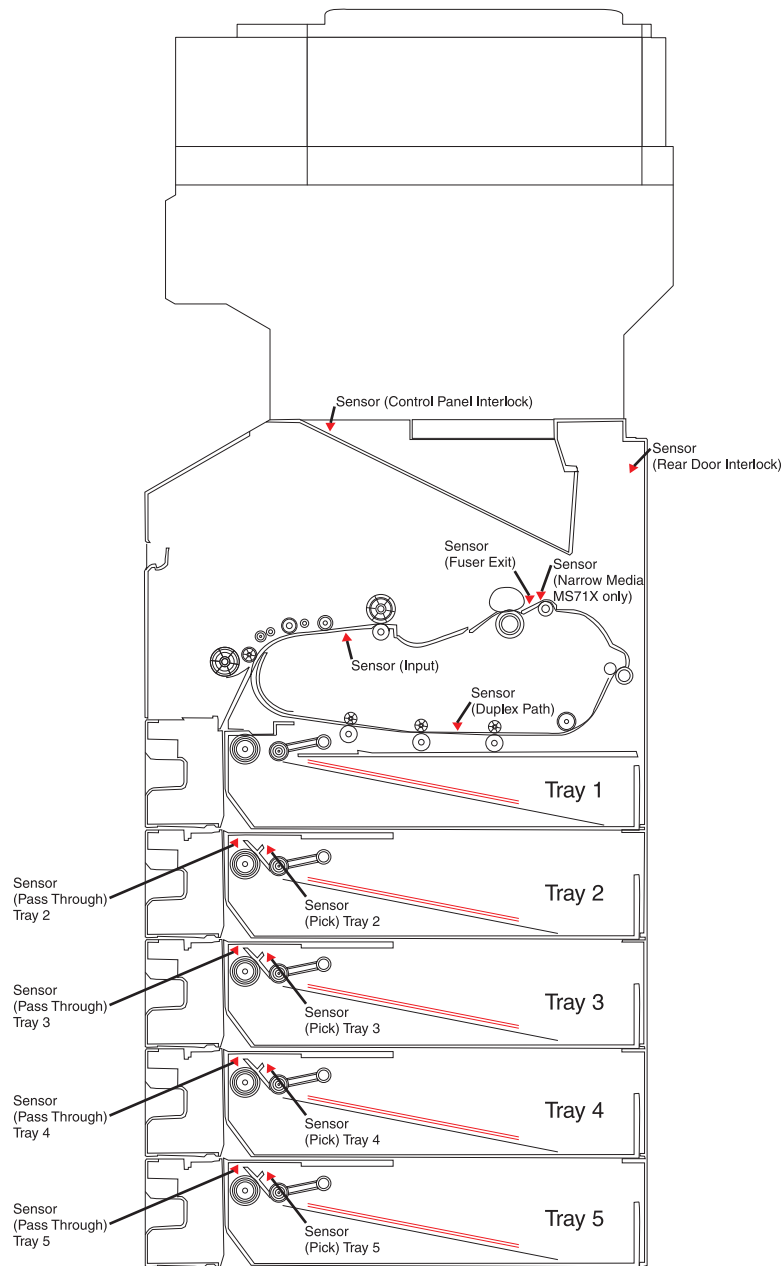 Sensor (Control Panel Interlock)
Sensor
(Rear Door Interlock)
Sensor
(Fuser Exit)
Sensor
(Narrow Media
MS71X only)
Sensor (Input)
Sensor
(Duplex Path)
Tray 1
Sensor
(Pass Through)
Tray 2
Sensor
(Pick) Tray 2
Tray 2
Sensor
(Pass Through)
Tray 3
Sensor
(Pick) Tray 3
Tray 3
Sensor
(Pass Through)
Tray 4
Sensor
(Pick) Tray 4
Tray 4
Sensor
(Pass Through)
Tray 5
Sensor
(Pick) Tray 5
Tray 5